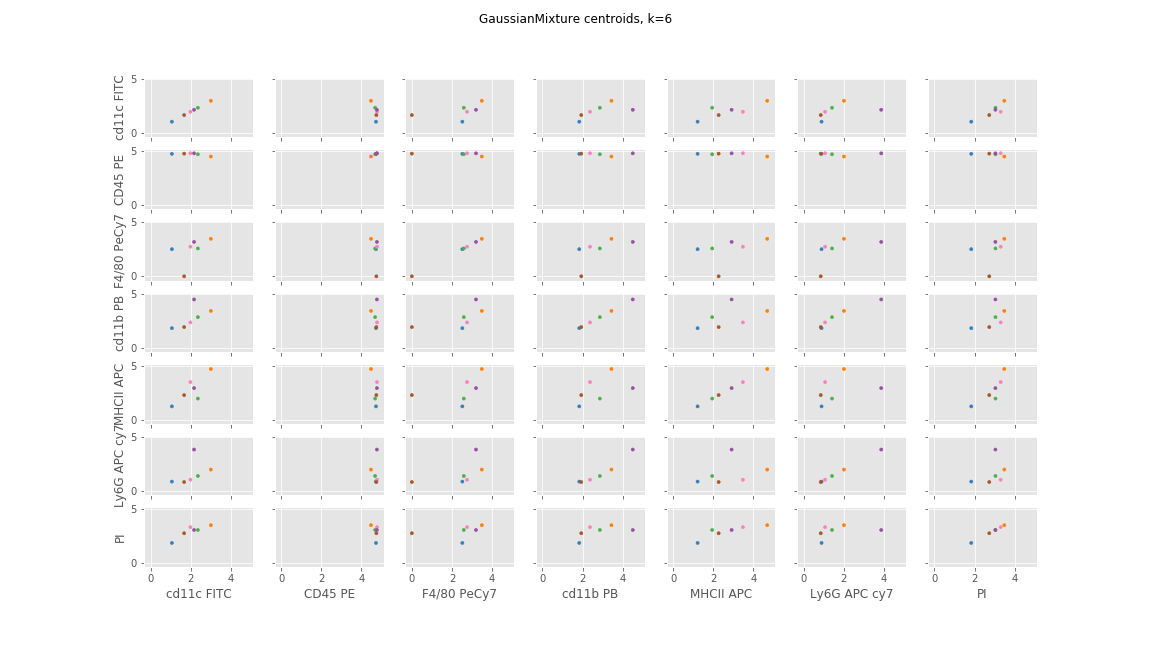 GaussianMixture centroids, k=6
cd11c FITC
5
0
CD45 PE
5
0
F4/80 PeCy7
5
0
cd11b PB
5
0
MHCII APC
5
0
Ly6G APC cy7
5
0
PI
5
0
0 2 4 0 2 4 0 2 4 0 2 4 0 2 4 0 2 4 0 2 4
cd11c FITC CD45 PE F4/80 PeCy7 cd11b PB MHCII APC Ly6G APC cy7 PI